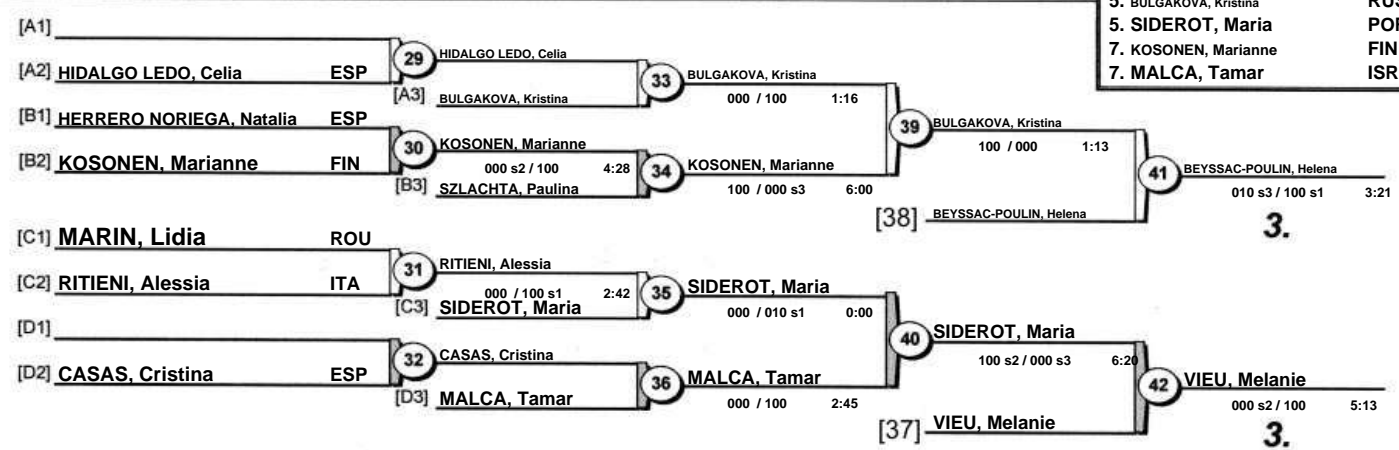 5. BULGAKOVA, Kristina
5. SIDEROT, Maria
7. KOSONEN, Marianne FIN
7. MALCA, Tamar ISR
[A1]
[A2] HIDALGO LEDO, Celia ESP
29
HIDALGO LEDO, Celia
[A3] BULGAKOVA, Kristina
33
BULGAKOVA, Kristina
000 / 100 1:16
[B1] HERRERO NORIEGA, Natalia ESP
[B2] KOSONEN, Marianne FIN
30
KOSONEN, Marianne
000 s2 / 100 4:28
[B3] SZLACHTA, Paulina
34
KOSONEN, Marianne
100 / 000 s3 6:00
39
BULGAKOVA, Kristina
100 / 000 1:13
[38] BEYSSAC-POULIN, Helena
41
BEYSSAC-POULIN, Helena
010 s3 / 100 s1 3:21
3.
[C1] MARIN, Lidia ROU
[C2] RITIENI, Alessia ITA
31
RITIENI, Alessia
000 / 100 s1 2:42
[C3] SIDEROT, Maria
35
SIDEROT, Maria
000 / 010 s1 0:00
[D1]
[D2] CASAS, Cristina ESP
32
CASAS, Cristina
[D3] MALCA, Tamar
36
MALCA, Tamar
000 / 100 2:45
40
SIDEROT, Maria
100 s2 / 000 s3 6:20
[37] VIEU, Melanie
42
VIEU, Melanie
000 s2 / 100 5:13
3.